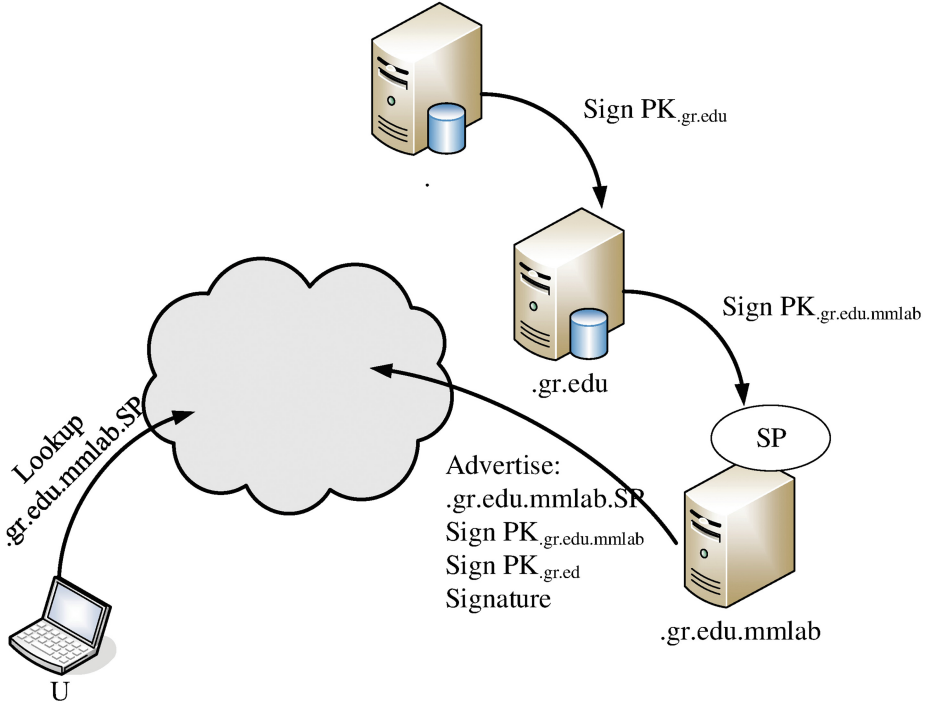 Sign PK.gr.edu
.
Sign PK.gr.edu.mmlab
.gr.edu
SP
Lookup
.gr.edu.mmlab.SP
Advertise:
.gr.edu.mmlab.SP
Sign PK.gr.edu.mmlab
Sign PK.gr.ed
Signature
.gr.edu.mmlab
U